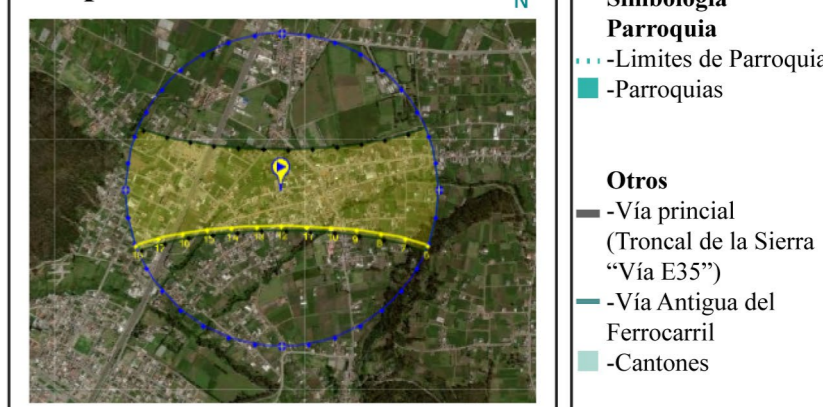 N
Simbología
Parroquia
-Limites de Parroquia
-Parroquias
Otros
-Vía princial
(Troncal de la Sierra
“Vía E35”)
-Vía Antigua del
Ferrocarril
-Cantones